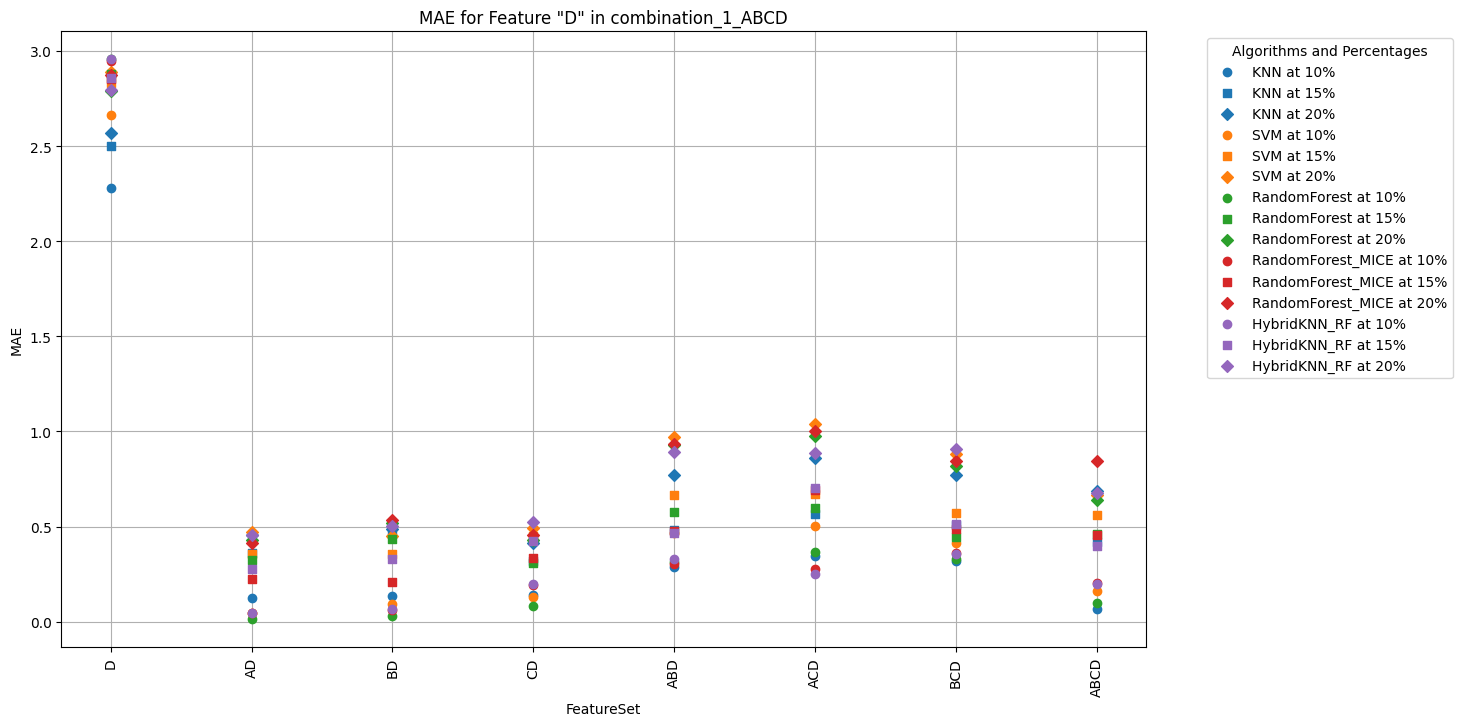 MAE for Feature "D" in combination_1_ABCD
MAE
3.0
2.5
2.0
1.5
1.0
0.5
0.0
D
AD
BD
CD
ABD
ACD
BCD
ABCD
FeatureSet
Algorithms and Percentages
KNN at 10%
KNN at 15%
KNN at 20%
SVM at 10%
SVM at 15%
SVM at 20%
RandomForest at 10%
RandomForest at 15%
RandomForest at 20%
RandomForest_MICE at 10%
RandomForest_MICE at 15%
RandomForest_MICE at 20%
HybridKNN_RF at 10%
HybridKNN_RF at 15%
HybridKNN_RF at 20%